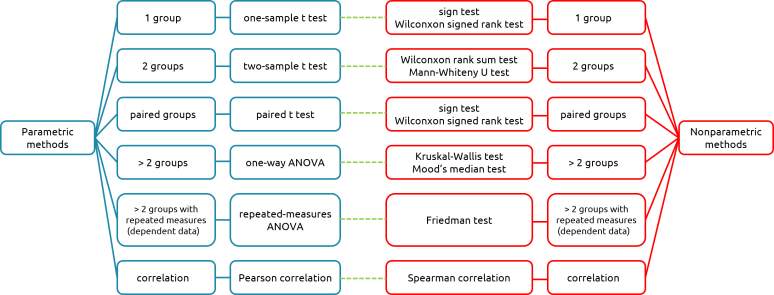 1 group
one-sample t test
sign test
Wilconxon signed rank test
1 group
2 groups
two-sample t test
Wilconxon rank sum test
Mann-Whiteny U test
2 groups
paired groups
paired t test
sign test
Wilconxon signed rank test
paired groups
Parametric
methods
Nonparametric
methods
> 2 groups
one-way ANOVA
Kruskal-Wallis test
Mood's median test
> 2 groups
> 2 groups with
repeated measures
(dependent data)
repeated-measures
ANOVA
Friedman test
> 2 groups with
repeated measures
(dependent data)
correlation
Pearson correlation
Spearman correlation
correlation